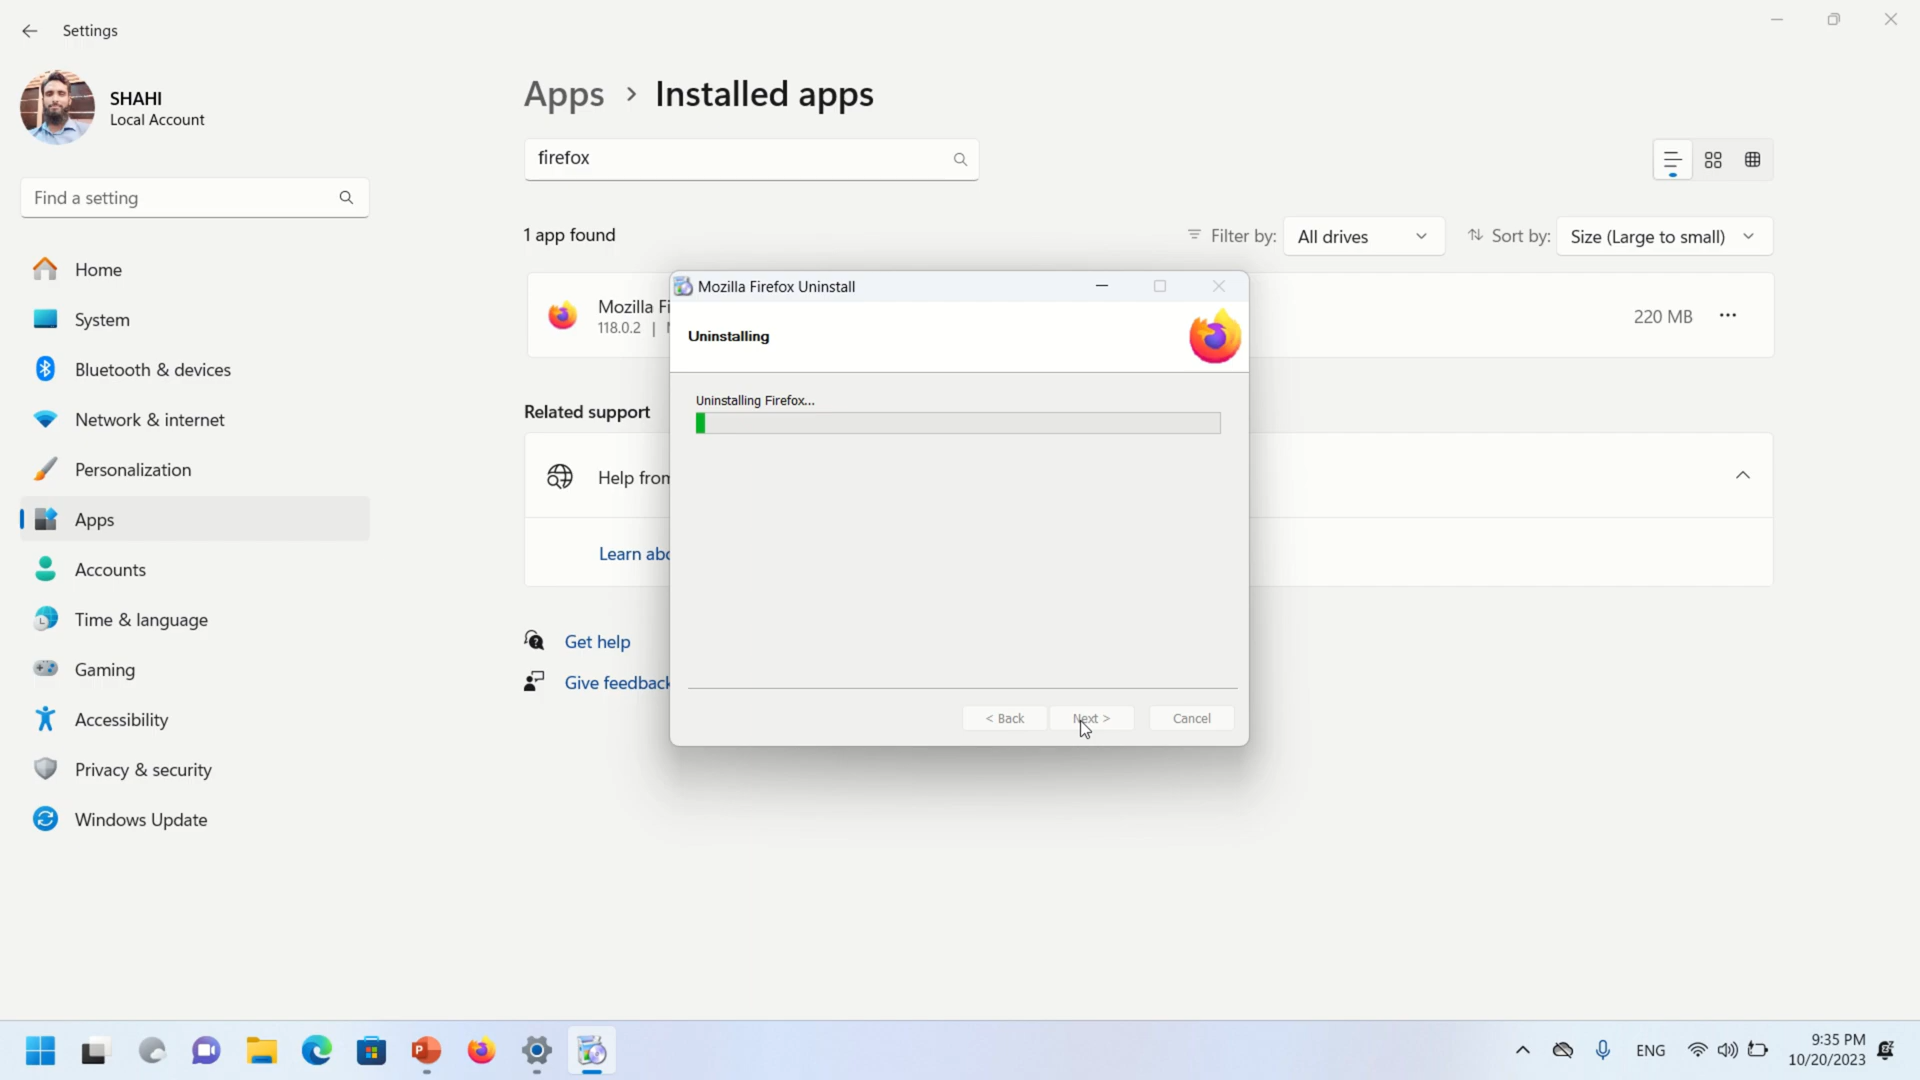 Settings
SHAHI
Local Account
Find a setting
Home
System
Bluetooth & devices
Network & internet
Personalization
Apps
Accounts
Time & language
Gaming
Accessibility
Privacy & security
Windows Update
Apps > Installed apps
firefox
1 app found
Filter by: All drives
Sort by: Size (Large to small)
Mozilla Fi
118.0.2 |
220 MB
Related support
Help from
Learn abo
Get help
Give feedback
Mozilla Firefox Uninstall
Uninstalling
Uninstalling Firefox...
< Back
Next >
Cancel
ENG
9:35 PM
10/20/2023